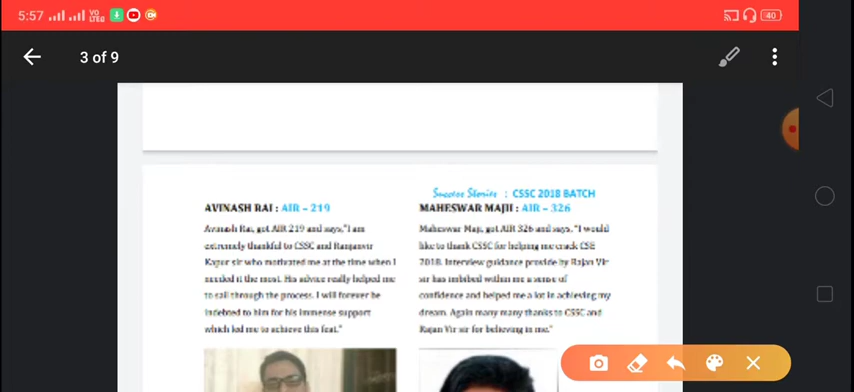 5:57
VO
LTE
40
3 of 9
Success Stories : CSSC 2018 BATCH
AVINASH RAI : AIR – 219
Avinash Rai, got AIR 219 and says,"I am
extremely thankful to CSSC and Ranjanvir
Kapur sir who motivated me at the time when I
needed it the most. His advice really helped me
to sail through the process. I will forever be
indebted to him for his immense support
which led me to achieve this feat."
MAHESWAR MAJII : AIR – 326
Maheswar Maji, got AIR 326 and says, "I would
like to thank CSSC for helping me crack CSE
2018. Interview guidance provide by Rajan Vir
sir has imbibed within me a sense of
confidence and helped me a lot in achieving my
dream. Again many many thanks to CSSC and
Rajan Vir sir for believing in me."